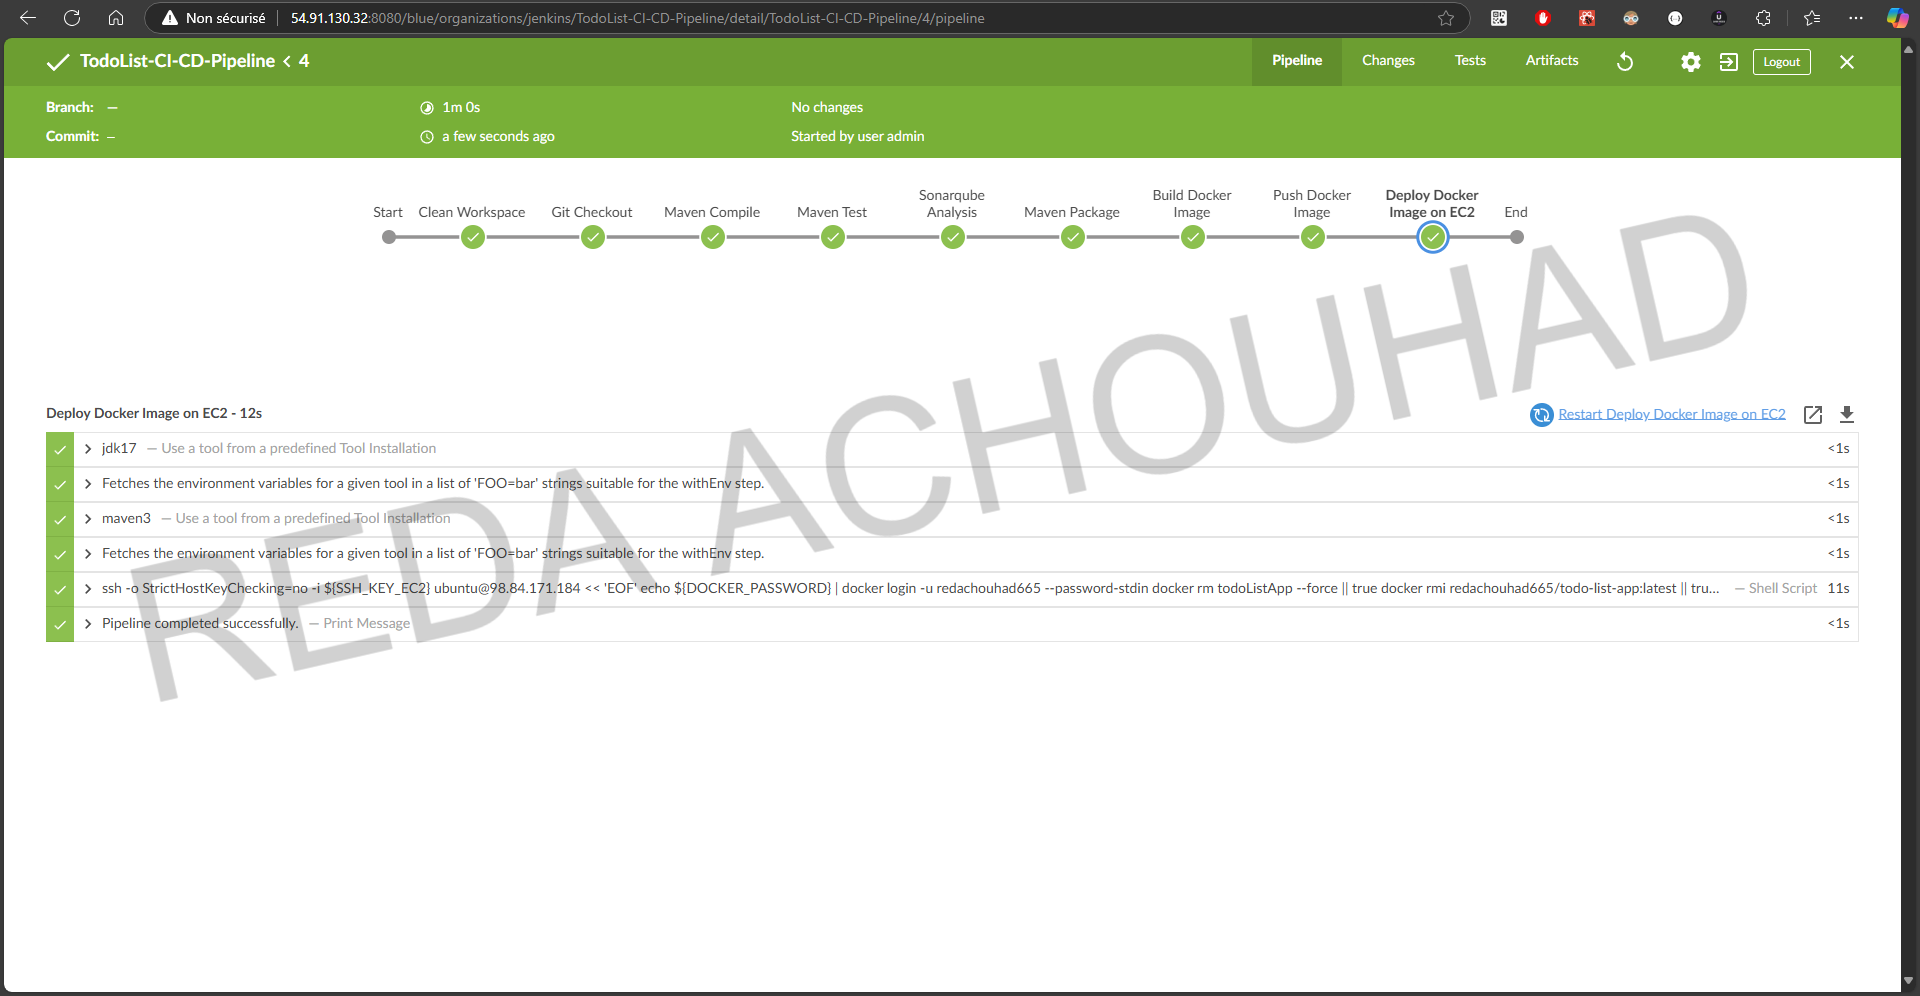 Non sécurisé
54.91.130.32:8080/blue/organizations/jenkins/TodoList-CI-CD-Pipeline/detail/TodoList-CI-CD-Pipeline/4/pipeline
TodoList-CI-CD-Pipeline < 4
Pipeline
Changes
Tests
Artifacts
Logout
Branch: —
1m 0s
No changes
Commit: –
a few seconds ago
Started by user admin
Start
Clean Workspace
Git Checkout
Maven Compile
Maven Test
Sonarqube
Analysis
Maven Package
Build Docker
Image
Push Docker
Image
Deploy Docker
Image on EC2
End
Deploy Docker Image on EC2 - 12s
Restart Deploy Docker Image on EC2
jdk17 — Use a tool from a predefined Tool Installation <1s
Fetches the environment variables for a given tool in a list of 'FOO=bar' strings suitable for the withEnv step. <1s
maven3 — Use a tool from a predefined Tool Installation <1s
Fetches the environment variables for a given tool in a list of 'FOO=bar' strings suitable for the withEnv step. <1s
ssh -o StrictHostKeyChecking=no -i ${SSH_KEY_EC2} ubuntu@98.84.171.184 << 'EOF' echo ${DOCKER_PASSWORD} | docker login -u redachouhad665 --password-stdin docker rm todoListApp --force || true docker rmi redachouhad665/todo-list-app:latest || tru... — Shell Script 11s
Pipeline completed successfully. — Print Message <1s
REDA ACHOUHAD